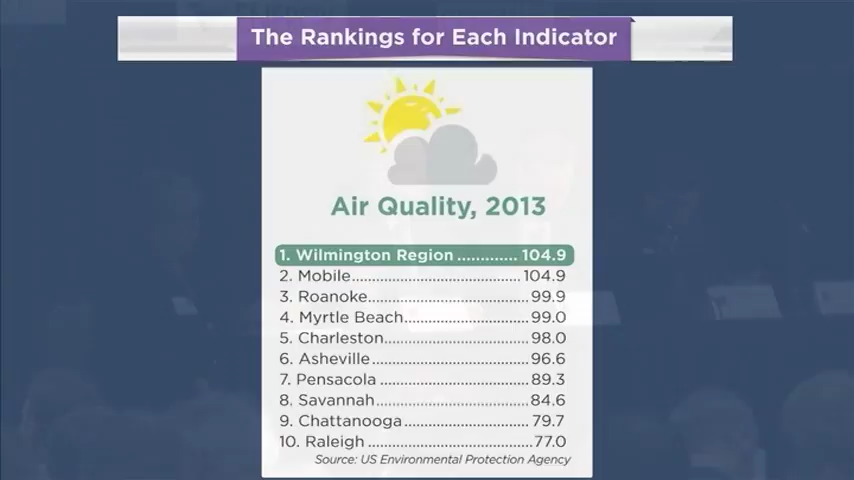 The Rankings for Each Indicator
Air Quality, 2013
1. Wilmington Region ............. 104.9
2. Mobile........................................104.9
3. Roanoke.....................................99.9
4. Myrtle Beach............................99.0
5. Charleston.................................98.0
6. Asheville....................................96.6
7. Pensacola ..................................89.3
8. Savannah...................................84.6
9. Chattanooga.............................79.7
10. Raleigh .....................................77.0
Source: US Environmental Protection Agency